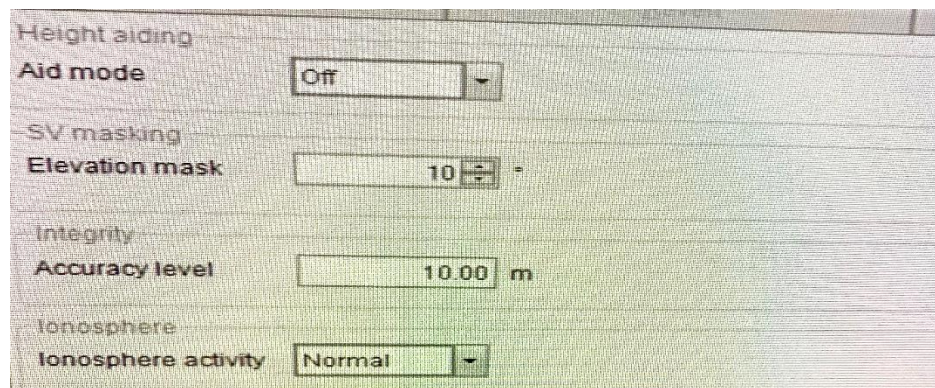 Height aiding
Aid mode Off
SV masking
Elevation mask 10 °
Integrity
Accuracy level 10.00 m
Ionosphere
Ionosphere activity Normal